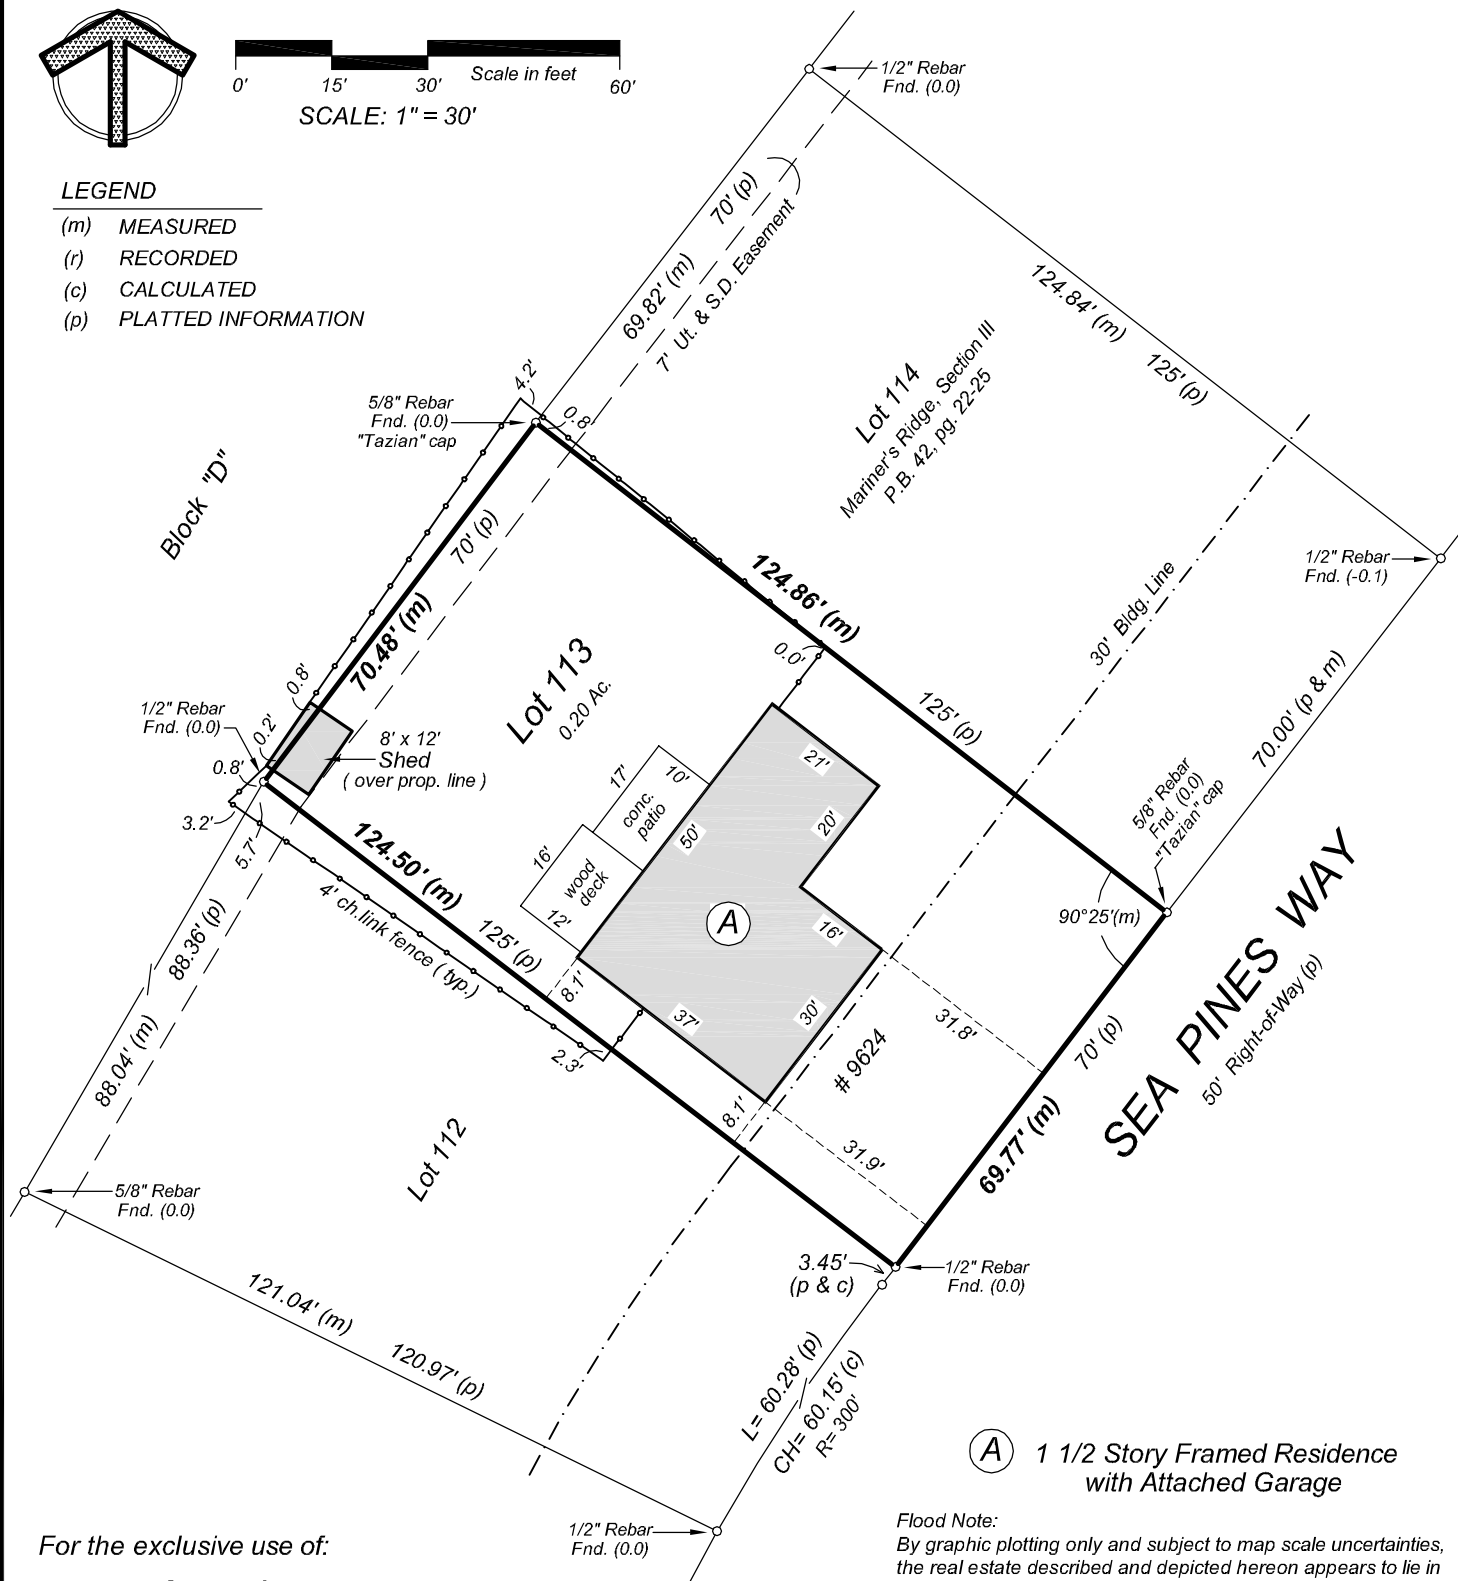 0'
15'
30'
Scale in feet
60'
SCALE: 1" = 30'
LEGEND
(m) MEASURED
(r) RECORDED
(c) CALCULATED
(p) PLATTED INFORMATION
1/2" Rebar
Fnd. (0.0)
70' (p)
69.82' (m)
7' Ut. & S.D. Easement
124.84' (m)
125' (p)
Lot 114
Mariner's Ridge, Section III
P.B. 42, pg. 22-25
4.2'
0.8'
5/8" Rebar
Fnd. (0.0)
"Tazian" cap
Block "D"
70' (p)
70.48' (m)
124.86' (m)
125' (p)
0.0'
30' Bldg. Line
1/2" Rebar
Fnd. (-0.1)
70.00' (p & m)
Lot 113
0.20 Ac.
0.8'
0.2'
1/2" Rebar
Fnd. (0.0)
0.8'
3.2'
5.7'
8' x 12'
Shed
( over prop. line )
17'
10'
conc.
patio
16'
wood
deck
12'
50'
21'
20'
16'
30'
37'
A
124.50' (m)
125' (p)
4' ch.link fence ( typ.)
8.1'
2.3'
8.1'
5/8" Rebar
Fnd. (0.0)
"Tazian" cap
90°25'(m)
SEA PINES WAY
50' Right-of-Way (p)
31.8'
31.9'
# 9624
70' (p)
69.77' (m)
88.36' (p)
88.04' (m)
Lot 112
5/8" Rebar
Fnd. (0.0)
121.04' (m)
120.97' (p)
3.45'
(p & c)
1/2" Rebar
Fnd. (0.0)
L= 60.28' (p)
CH= 60.15' (c)
R= 300'
1/2" Rebar
Fnd. (0.0)
A 1 1/2 Story Framed Residence
with Attached Garage
Flood Note:
By graphic plotting only and subject to map scale uncertainties,
the real estate described and depicted hereon appears to lie in
For the exclusive use of: